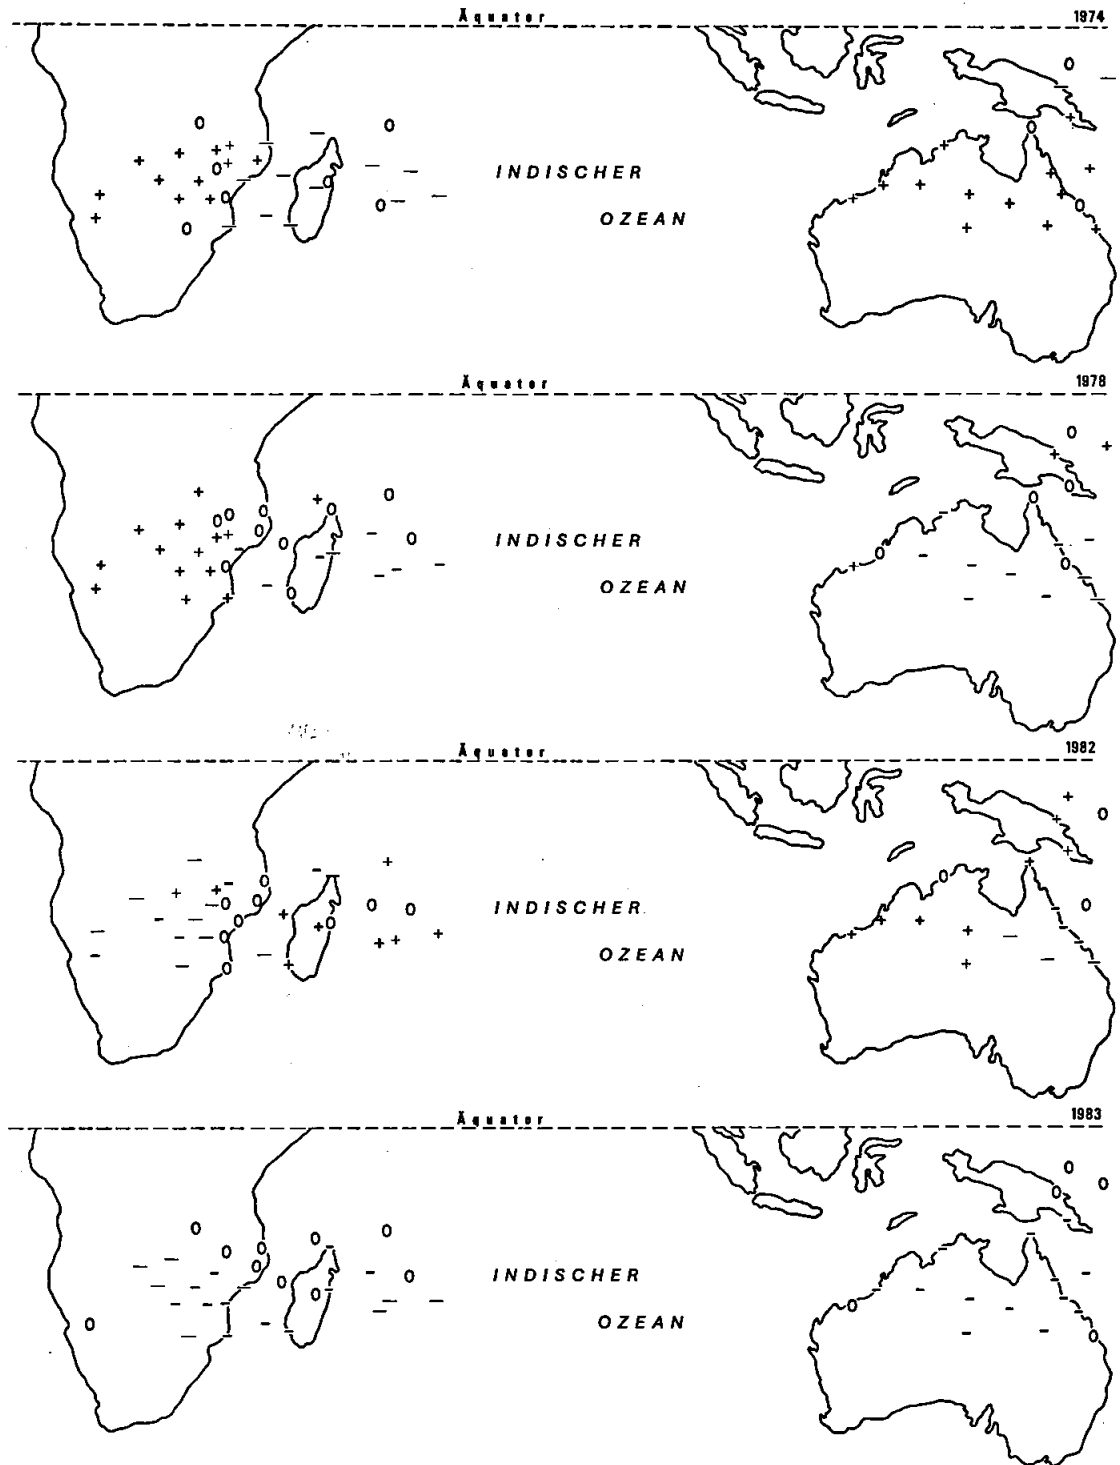 Äquator 1974
INDISCHER
OZEAN
Äquator 1978
INDISCHER
OZEAN
Äquator 1982
INDISCHER
OZEAN
Äquator 1983
INDISCHER
OZEAN